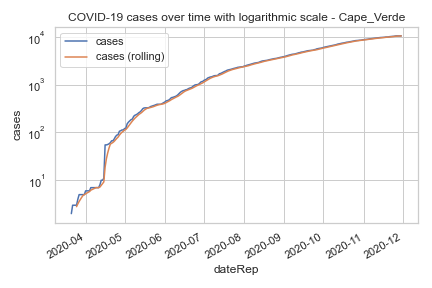 COVID-19 cases over time with logarithmic scale - Cape_Verde
cases
cases (rolling)
10⁴
10³
10²
10¹
cases
2020-04
2020-05
2020-06
2020-07
2020-08
2020-09
2020-10
2020-11
2020-12
dateRep